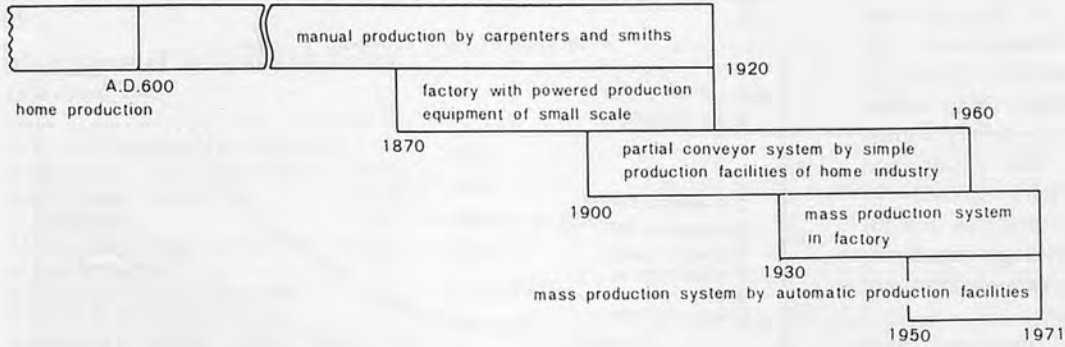 manual production by carpenters and smiths
A.D.600
1920
home production
factory with powered production
equipment of small scale
1960
1870
partial conveyor system by simple
production facilities of home industry
1900
mass production system
in factory
1930
mass production system by automatic production facilities
1950
1971